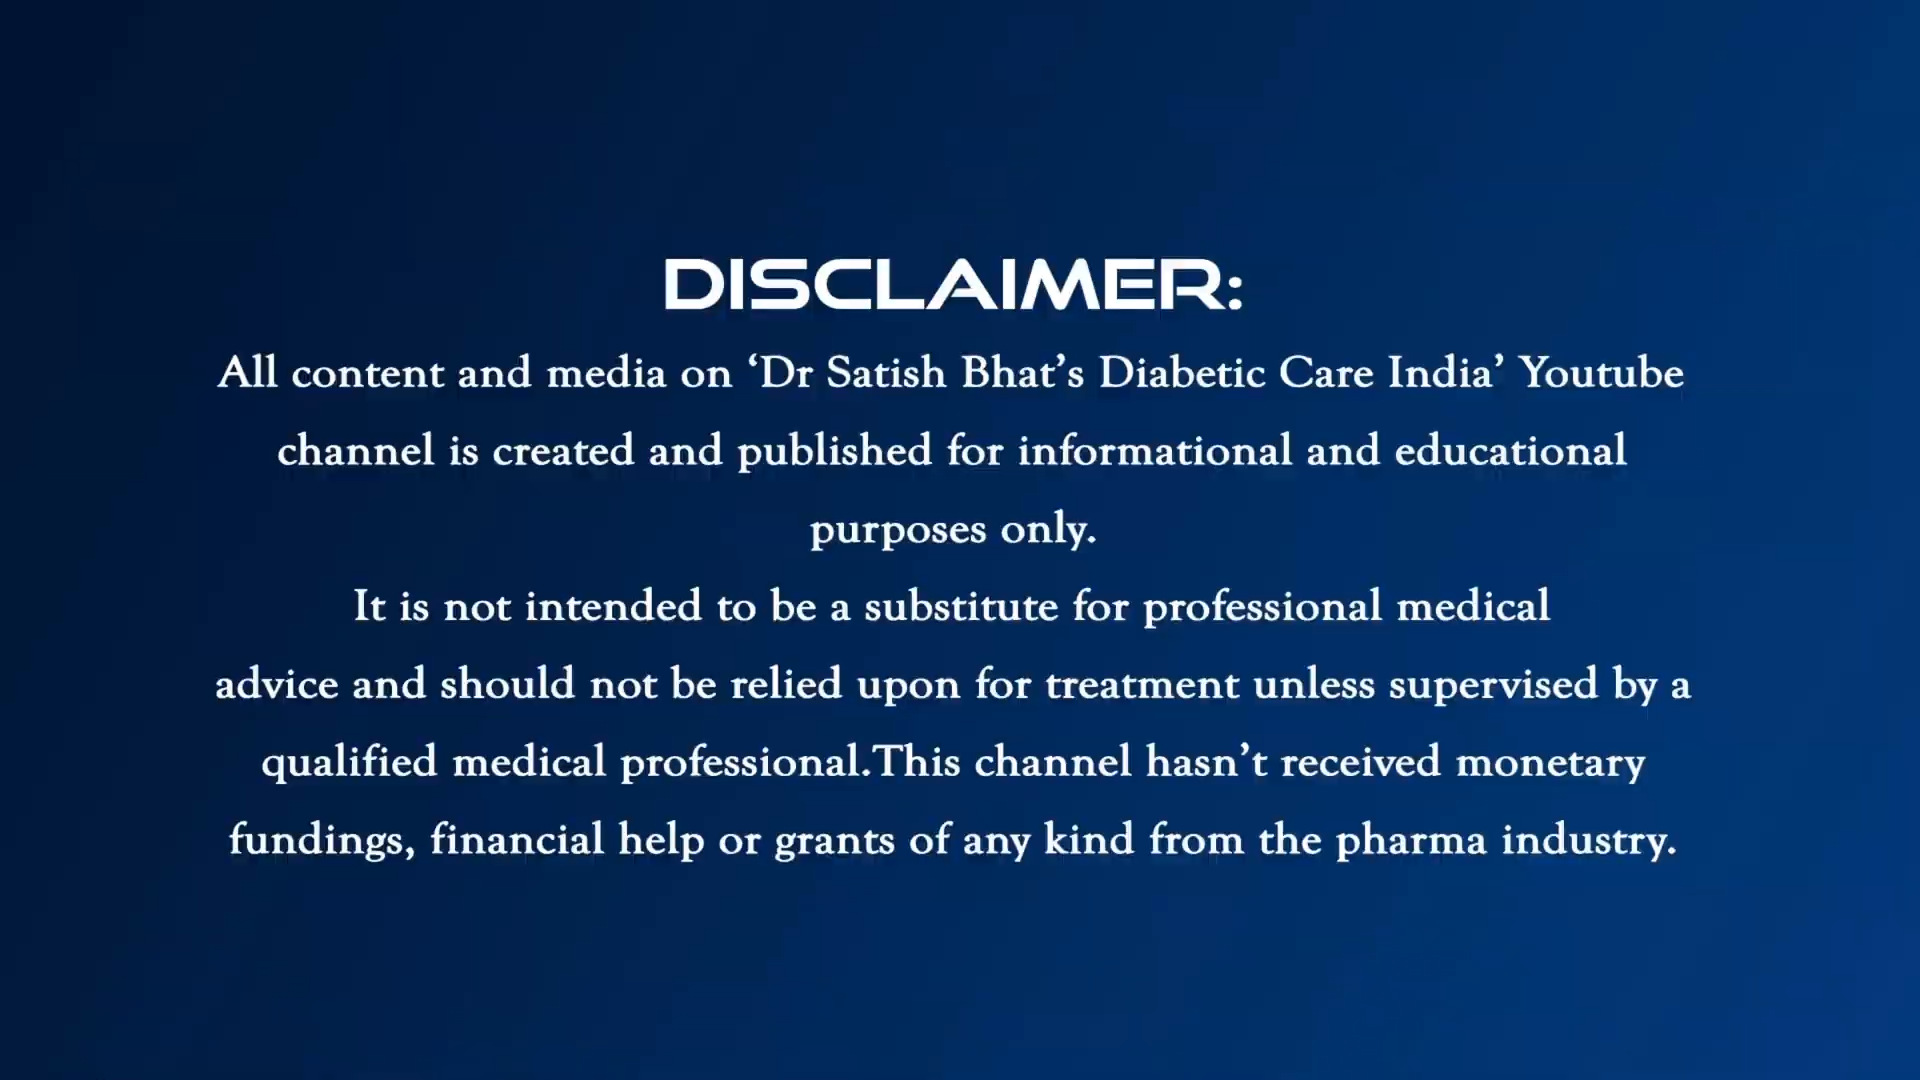 DISCLAIMER:
All content and media on ‘Dr Satish Bhat’s Diabetic Care India’ Youtube
channel is created and published for informational and educational
purposes only.
It is not intended to be a substitute for professional medical
advice and should not be relied upon for treatment unless supervised by a
qualified medical professional.This channel hasn’t received monetary
fundings, financial help or grants of any kind from the pharma industry.